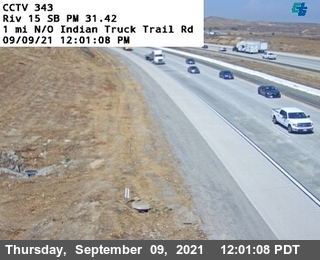 CCTV 343
Riv 15 SB PM 31.42
1 mi N/O Indian Truck Trail Rd
09/09/21 12:01:08 PM
Thursday, September 09, 2021 12:01:08 PDT